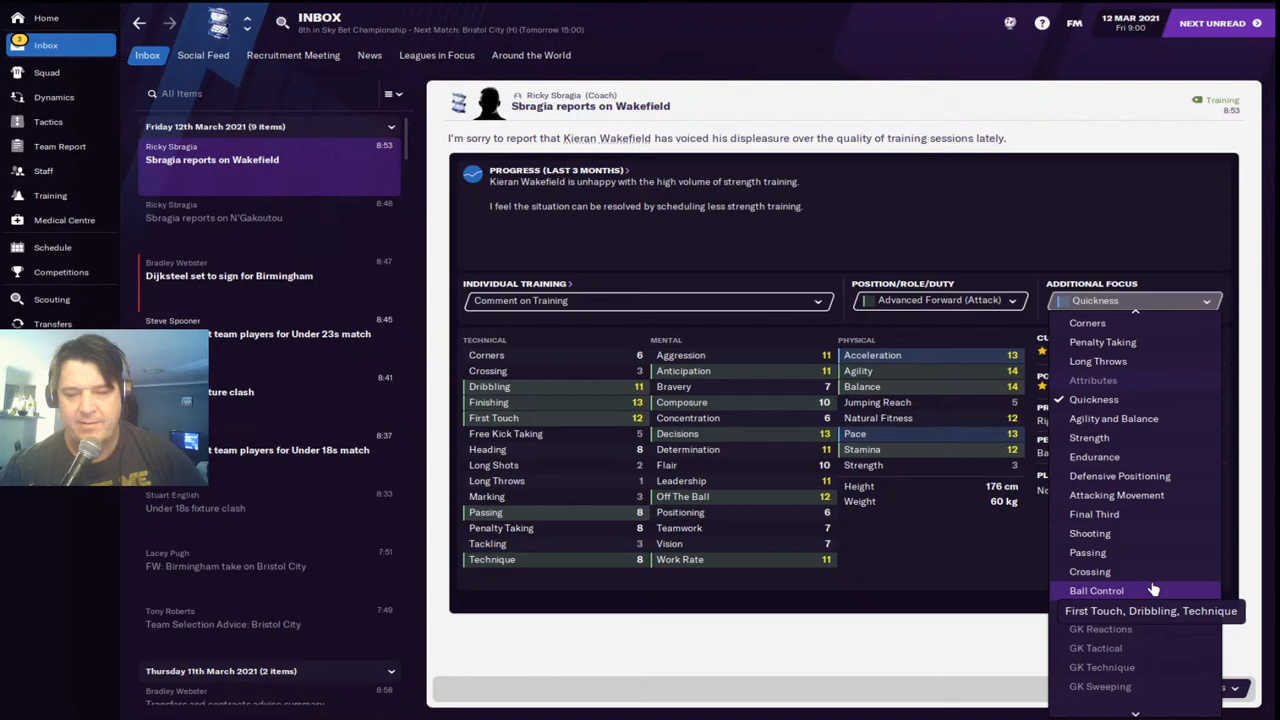 Home
INBOX
8th in Sky Bet Championship - Next Match: Bristol City (H) (Tomorrow 15:00)
FM
12 MAR 2021
Fri 9:00
NEXT UNREAD
3
Inbox
Squad
Dynamics
Tactics
Team Report
Staff
Training
Medical Centre
Schedule
Competitions
Scouting
Transfers
Inbox
Social Feed
Recruitment Meeting
News
Leagues in Focus
Around the World
All Items
Friday 12th March 2021 (9 items)
Ricky Sbragia
8:53
Sbragia reports on Wakefield
Ricky Sbragia
8:48
Sbragia reports on N'Gakoutou
Bradley Webster
8:47
Dijksteel set to sign for Birmingham
Steve Spooner
8:45
t team players for Under 23s match
8:41
ture clash
8:37
t team players for Under 18s match
Stuart English
8:33
Under 18s fixture clash
Lacey Pugh
7:51
FW: Birmingham take on Bristol City
Tony Roberts
7:49
Team Selection Advice: Bristol City
Thursday 11th March 2021 (2 items)
Bradley Webster
8:58
Transfers and contracts advice summary
Ricky Sbragia (Coach)
Sbragia reports on Wakefield
Training
8:53
I'm sorry to report that Kieran Wakefield has voiced his displeasure over the quality of training sessions lately.
PROGRESS (LAST 3 MONTHS)
Kieran Wakefield is unhappy with the high volume of strength training.
I feel the situation can be resolved by scheduling less strength training.
INDIVIDUAL TRAINING
Comment on Training
POSITION/ROLE/DUTY
Advanced Forward (Attack)
ADDITIONAL FOCUS
Quickness
TECHNICAL
Corners 6
Crossing 3
Dribbling 11
Finishing 13
First Touch 12
Free Kick Taking 5
Heading 8
Long Shots 2
Long Throws 1
Marking 3
Passing 8
Penalty Taking 8
Tackling 3
Technique 8
MENTAL
Aggression 11
Anticipation 11
Bravery 7
Composure 10
Concentration 6
Decisions 13
Determination 11
Flair 10
Leadership 11
Off The Ball 12
Positioning 6
Teamwork 7
Vision 7
Work Rate 11
PHYSICAL
Acceleration 13
Agility 14
Balance 14
Jumping Reach 5
Natural Fitness 12
Pace 13
Stamina 12
Strength 3
Height 176 cm
Weight 60 kg
Corners
Penalty Taking
Long Throws
Attributes
Quickness
Agility and Balance
Strength
Endurance
Defensive Positioning
Attacking Movement
Final Third
Shooting
Passing
Crossing
Ball Control
First Touch, Dribbling, Technique
GK Reactions
GK Tactical
GK Technique
GK Sweeping